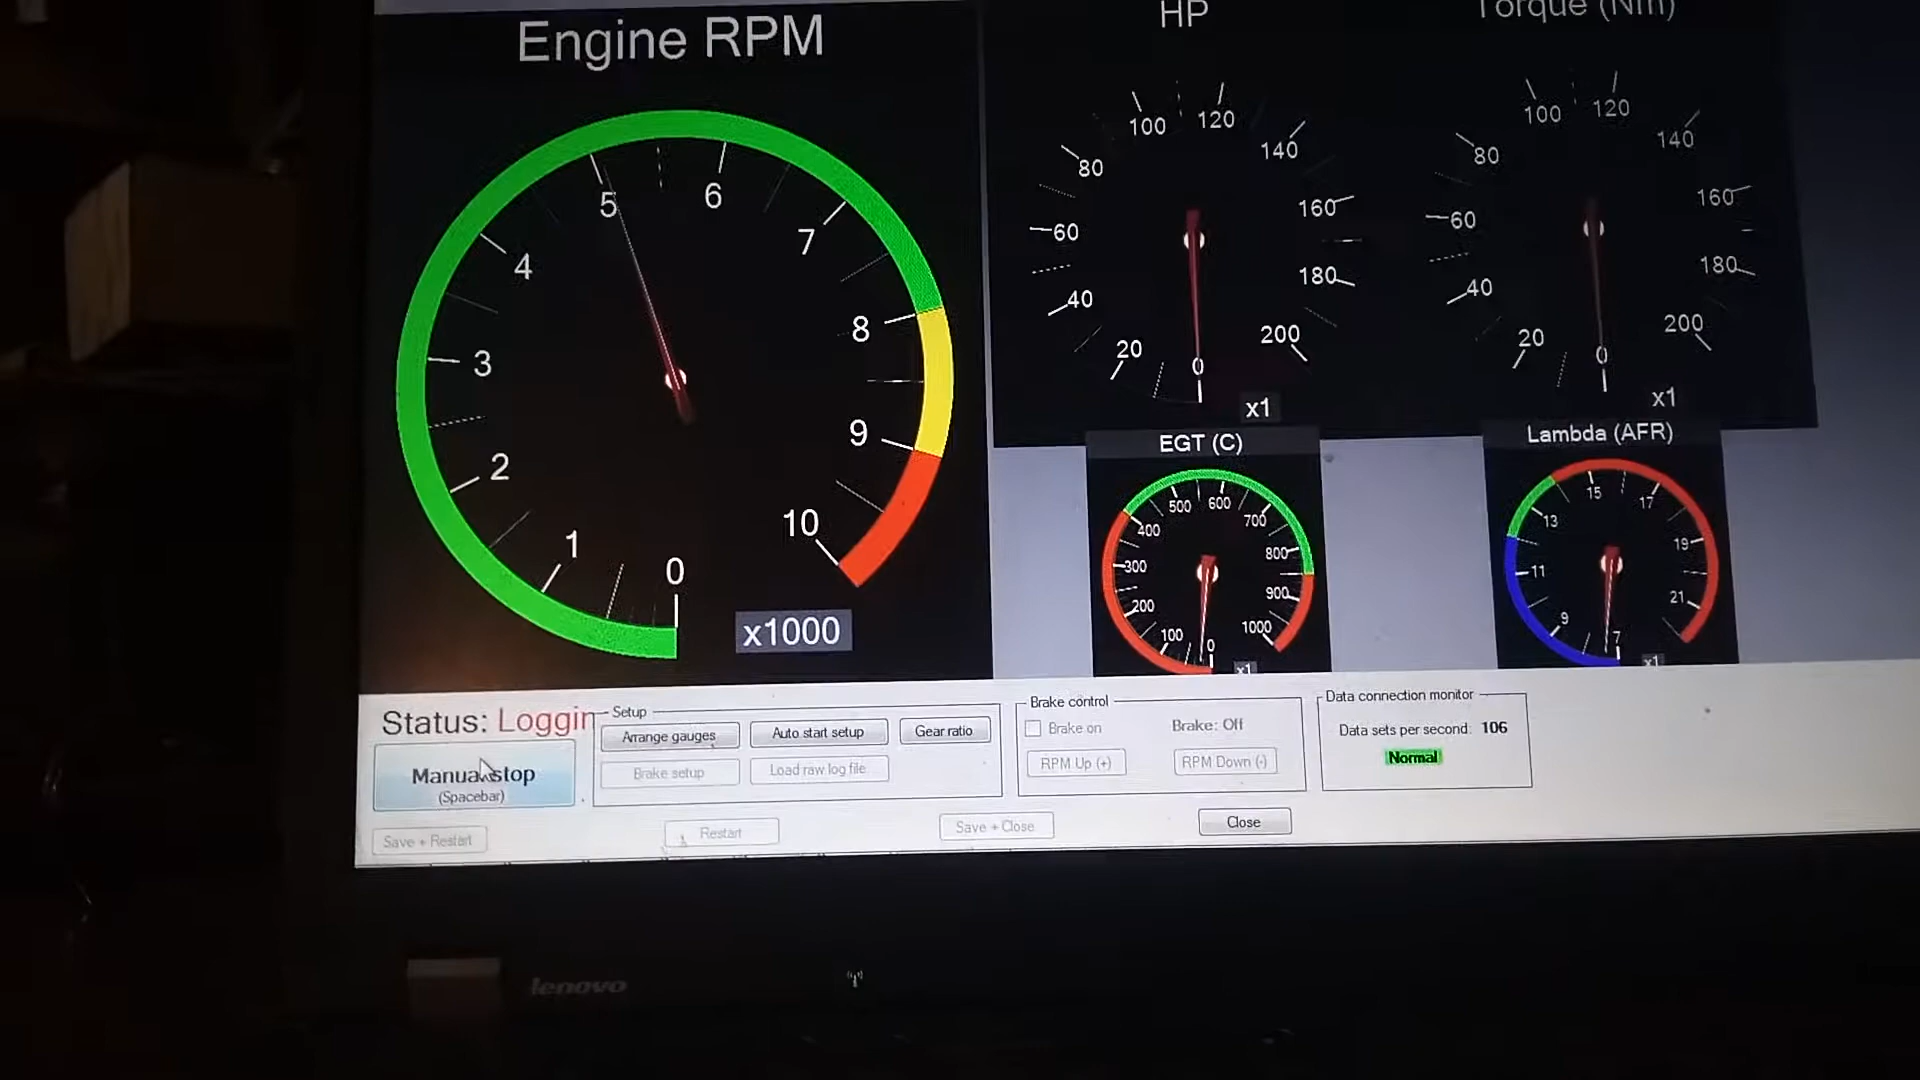 Engine RPM
0
1
2
3
4
5
6
7
8
9
10
x1000
HP
0
20
40
60
80
100
120
140
160
180
200
x1
Torque (Nm)
0
20
40
60
80
100
120
140
160
180
200
x1
EGT (C)
0
100
200
300
400
500
600
700
800
900
1000
x1
Lambda (AFR)
7
9
11
13
15
17
19
21
x1
Status: Loggin
Manual stop
(Spacebar)
Save + Restart
Setup
Arrange gauges
Auto start setup
Gear ratio
Brake setup
Load raw log file
Restart
Brake control
Brake on
Brake: Off
RPM Up (+)
RPM Down (-)
Save + Close
Close
Data connection monitor
Data sets per second: 106
Normal
lenovo